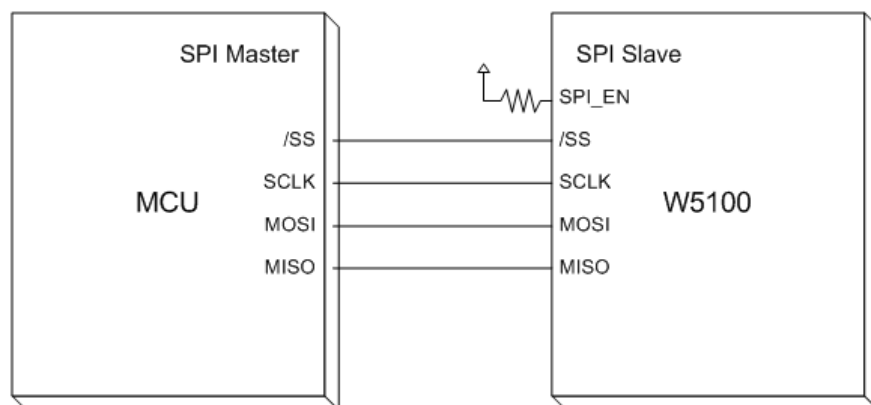 SPI Master
/SS
SCLK
MCU
MOSI
MISO
SPI Slave
SPI_EN
/SS
SCLK
W5100
MOSI
MISO